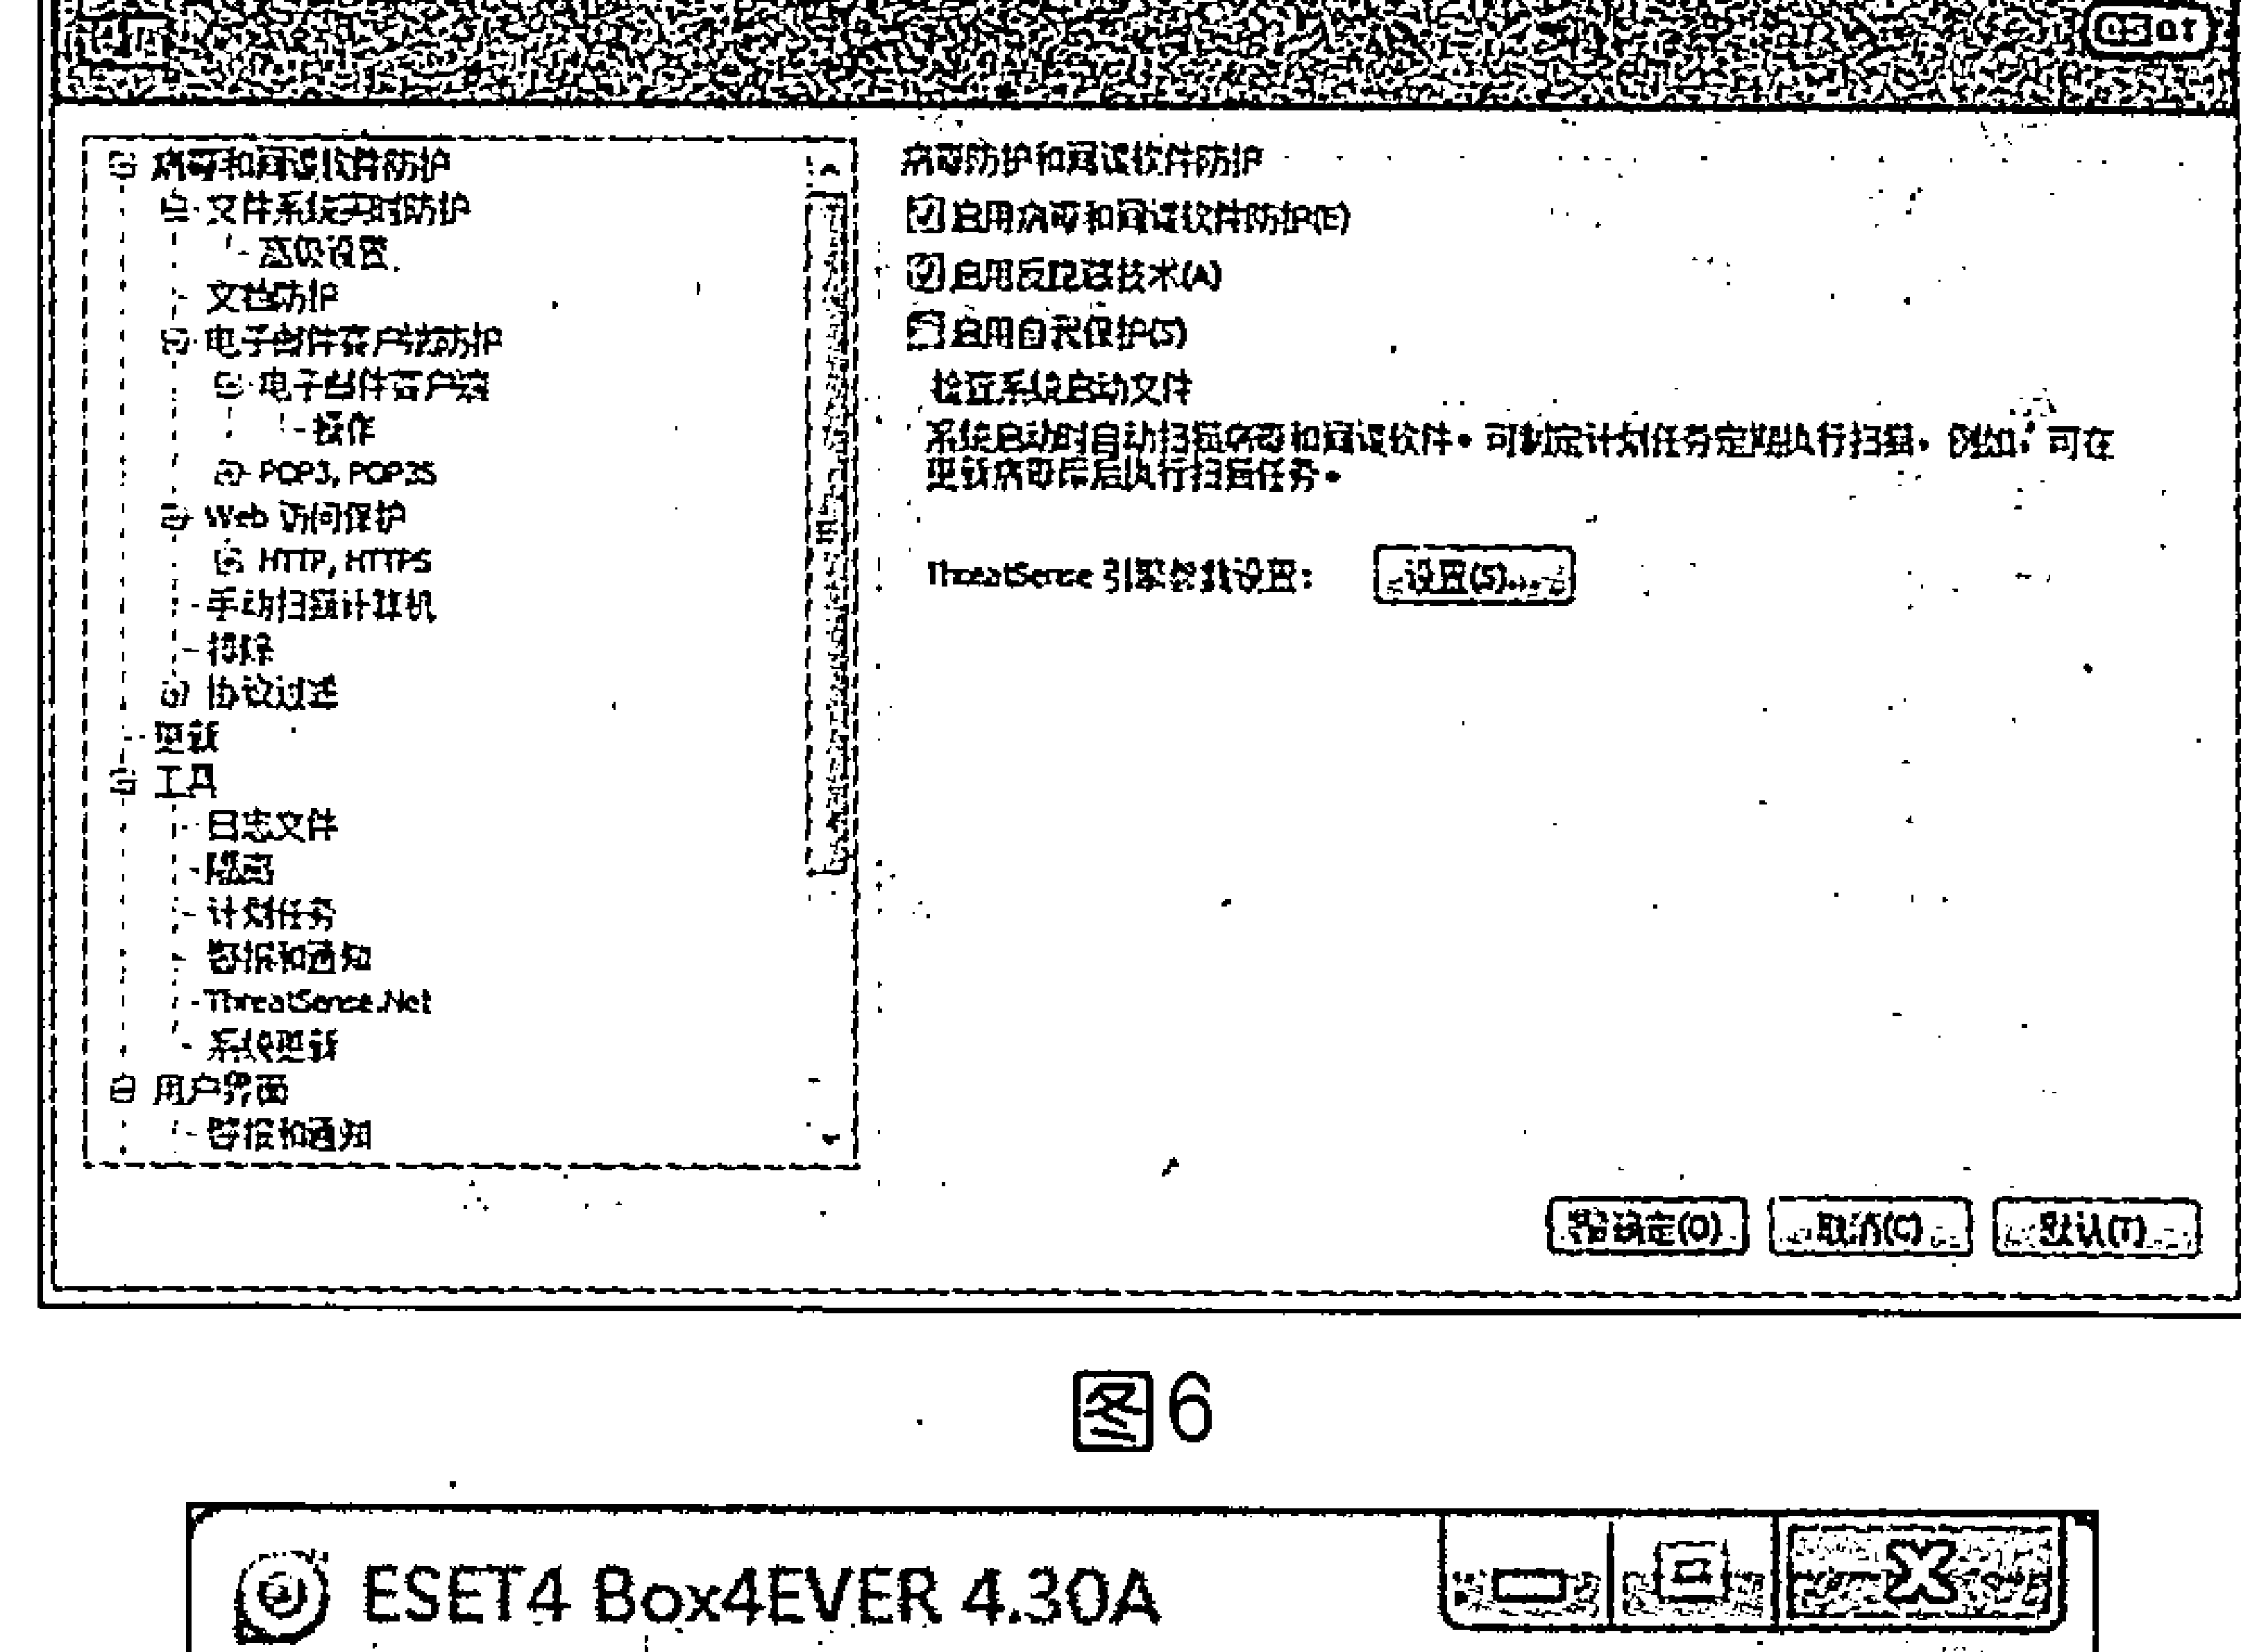 设置
eset
病毒和间谍软件防护
文件系统实时防护
高级设置
文档防护
电子邮件客户端防护
电子邮件客户端
操作
POP3, POP3S
Web 访问保护
HTTP, HTTPS
手动扫描计算机
排除
协议过滤
更新
工具
日志文件
隔离
计划任务
警报和通知
ThreatSense.Net
系统更新
用户界面
警报和通知
病毒防护和间谍软件防护
启用病毒和间谍软件防护(E)
启用反隐藏技术(A)
启用自我保护(S)
检查系统启动文件
系统启动时自动扫描病毒和间谍软件。可制定计划任务定期执行扫描，例如，可在
更新病毒库后执行扫描任务。
ThreatSense 引擎参数设置： 设置(S)...
确定(O) 取消(C) 默认(T)
图6
ESET4 Box4EVER 4.30A